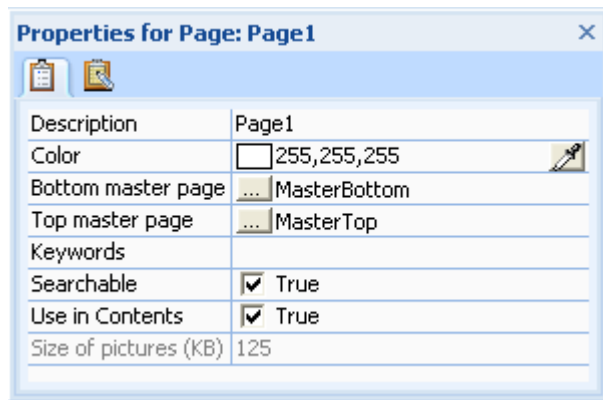 Properties for Page: Page1
Description Page1
Color 255,255,255
Bottom master page ... MasterBottom
Top master page ... MasterTop
Keywords
Searchable True
Use in Contents True
Size of pictures (KB) 125